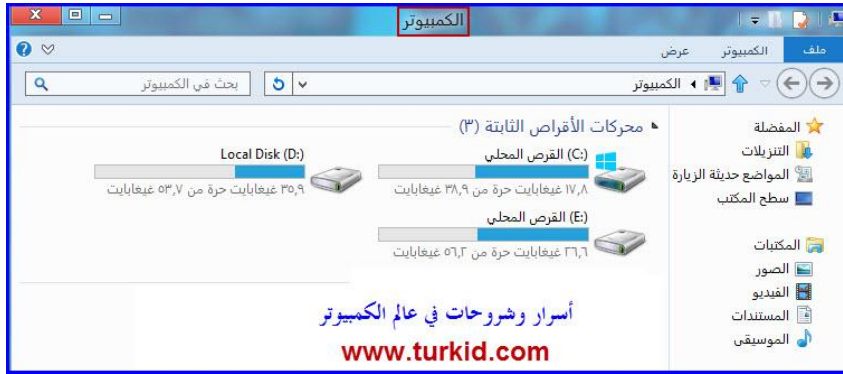 الكمبيوتر
ملف الكمبيوتر عرض
الكمبيوتر
بحث في الكمبيوتر
المفضلة
التنزيلات
المواضع حديثة الزيارة
سطح المكتب
المكتبات
الصور
الفيديو
المستندات
الموسيقى
محركات الأقراص الثابتة (٣)
القرص المحلي (C:)
١٧,٨ غيغابايت حرة من ٣٨,٩ غيغابايت
Local Disk (D:)
٣٥,٩ غيغابايت حرة من ٥٣,٧ غيغابايت
القرص المحلي (E:)
٢٦,٦ غيغابايت حرة من ٥٦,٢ غيغابايت
أسرار وشروحات في عالم الكمبيوتر
www.turkid.com